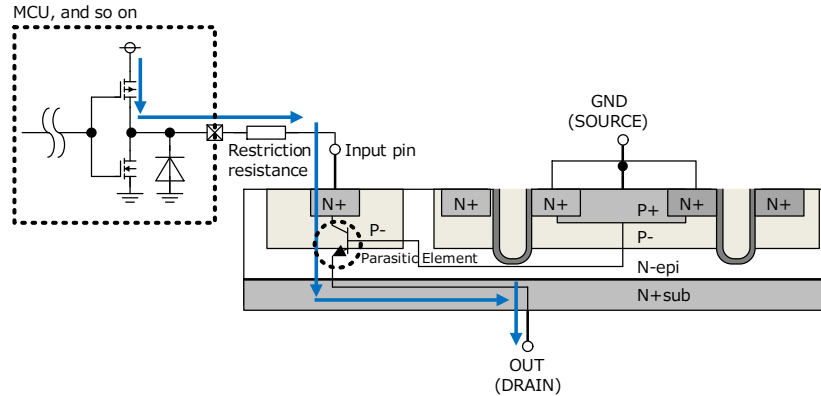 MCU, and so on
GND
(SOURCE)
Restriction
resistance
Input pin
N+
N+
N+
P+
N+
N+
P-
P-
Parasitic Element
N-epi
N+sub
OUT
(DRAIN)